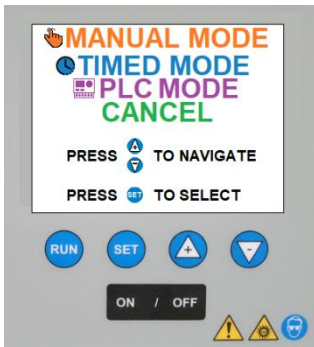 MANUAL MODE
TIMED MODE
PLC MODE
CANCEL
PRESS + - TO NAVIGATE
PRESS SET TO SELECT
RUN SET + -
ON / OFF